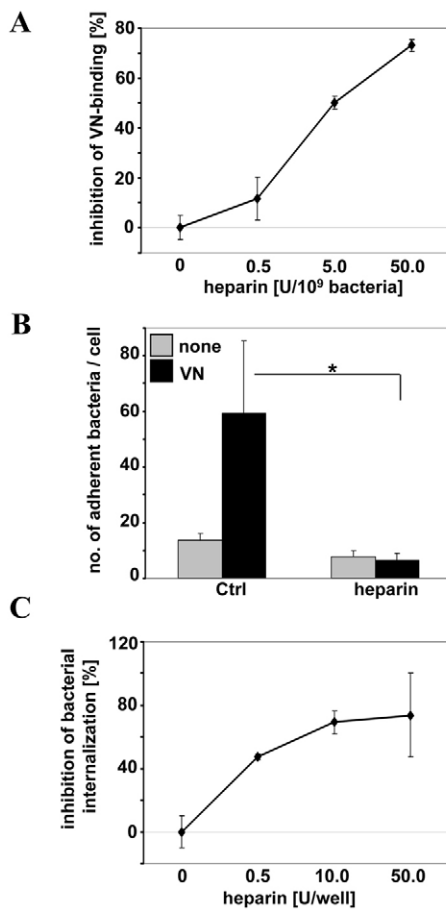 A
inhibition of VN-binding [%]
80
60
40
20
0
0 0.5 5.0 50.0
heparin [U/10⁹ bacteria]
B
no. of adherent bacteria / cell
none
VN
*
80
60
40
20
0
Ctrl heparin
C
inhibition of bacterial
internalization [%]
120
80
40
0
0 0.5 10.0 50.0
heparin [U/well]